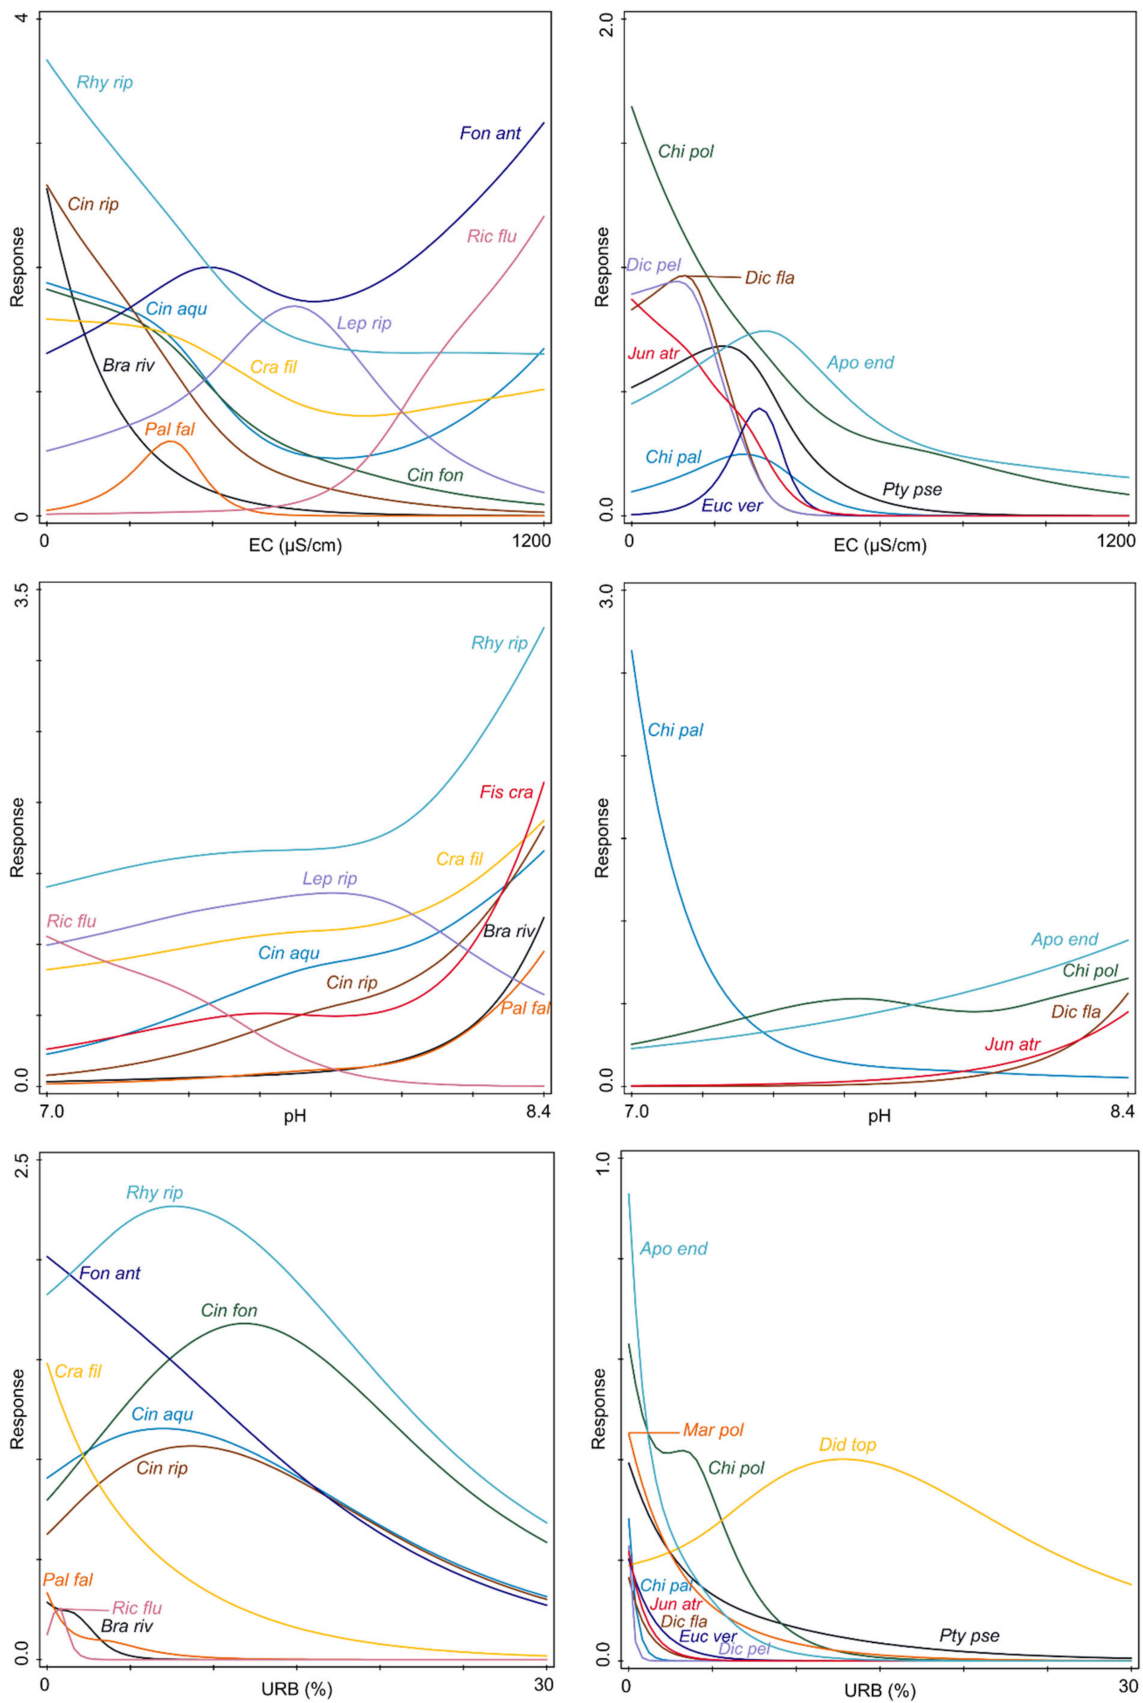 4
Rhy rip
Fon ant
Cin rip
Ric flu
Cin aqu
Lep rip
Bra riv
Cra fil
Pal fal
Cin fon
Response
0
0
EC (µS/cm)
1200
2.0
Chi pol
Dic pel
Dic fla
Jun atr
Apo end
Chi pal
Pty pse
Euc ver
Response
0.0
0
EC (µS/cm)
1200
3.5
Rhy rip
Fis cra
Cra fil
Lep rip
Ric flu
Bra riv
Cin aqu
Cin rip
Pal fal
Response
0.0
7.0
pH
8.4
3.0
Chi pal
Apo end
Chi pol
Dic fla
Jun atr
Response
0.0
7.0
pH
8.4
2.5
Rhy rip
Fon ant
Cin fon
Cra fil
Cin aqu
Cin rip
Pal fal
Ric flu
Bra riv
Response
0.0
0
URB (%)
30
1.0
Apo end
Mar pol
Did top
Chi pol
Chi pal
Jun atr
Dic fla
Euc ver
Dic pel
Pty pse
Response
0.0
0
URB (%)
30